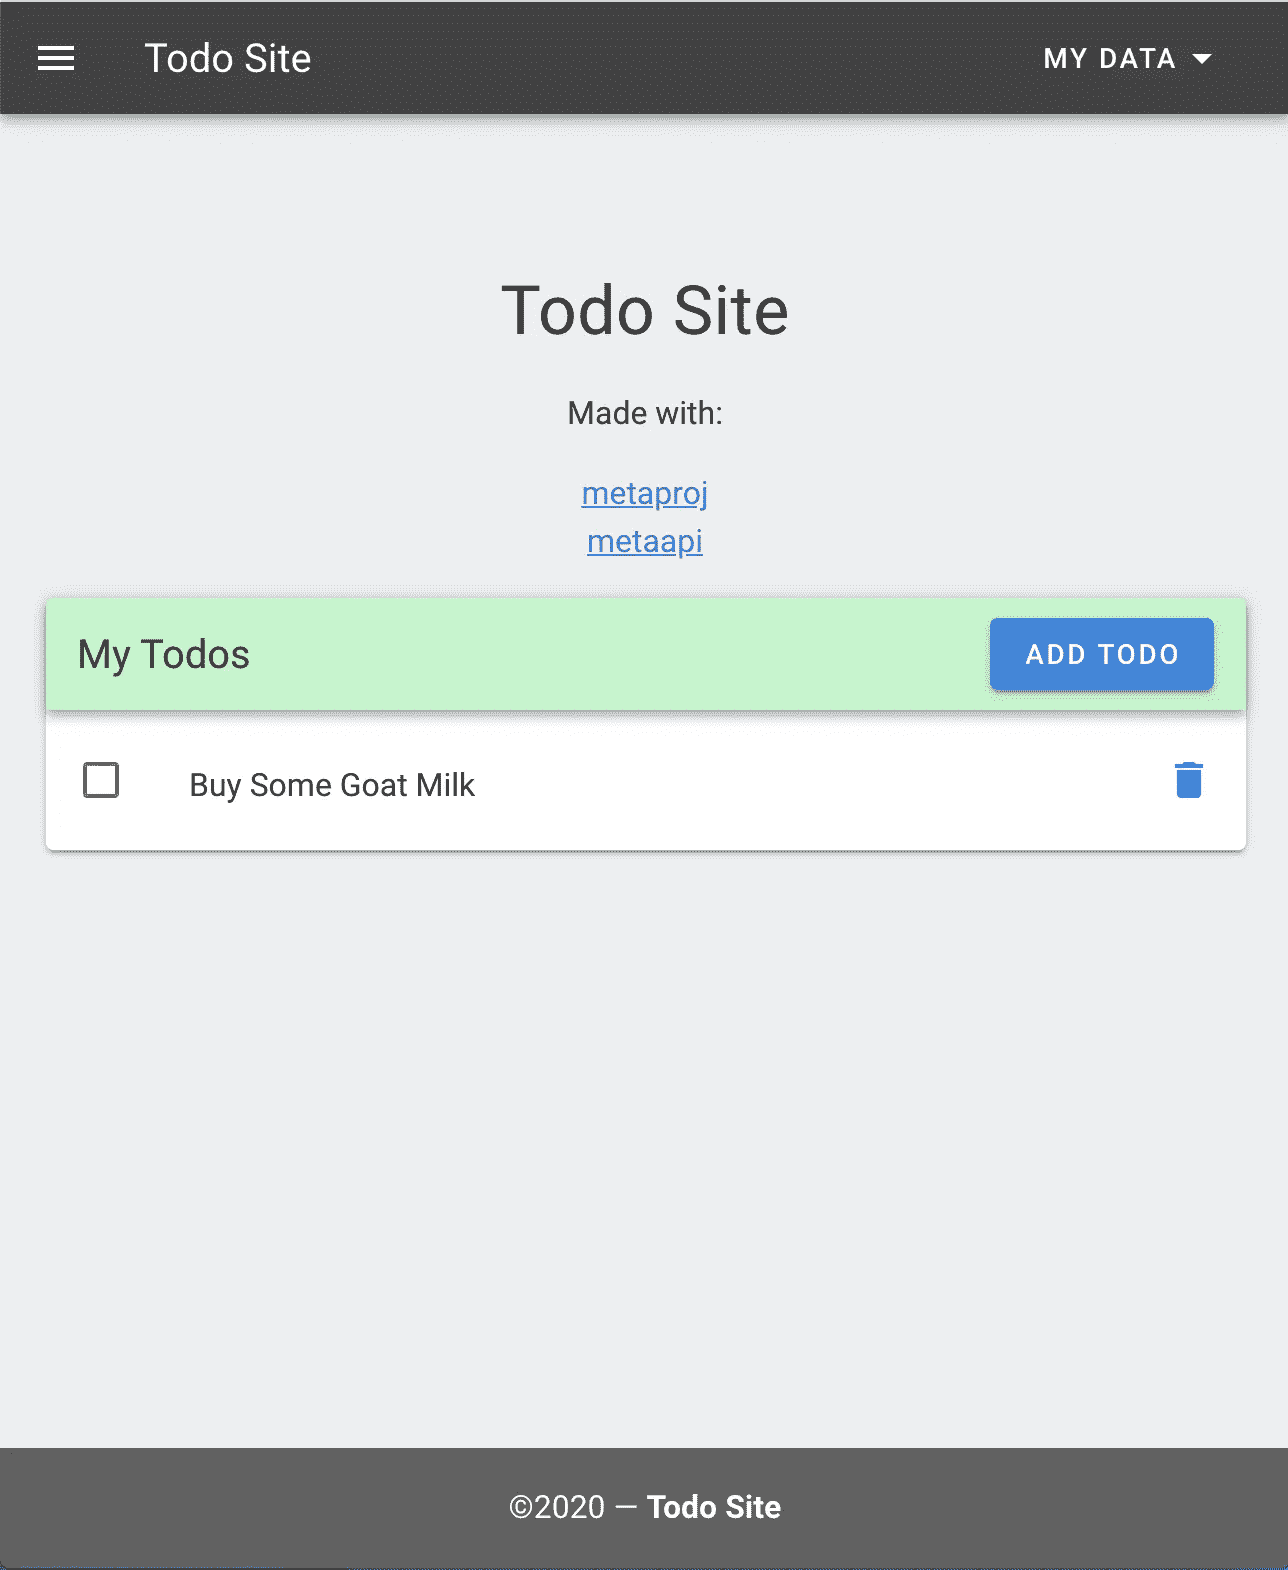 Todo Site
MY DATA
Todo Site
Made with:
metaproj
metaapi
My Todos
ADD TODO
Buy Some Goat Milk
©2020 — Todo Site